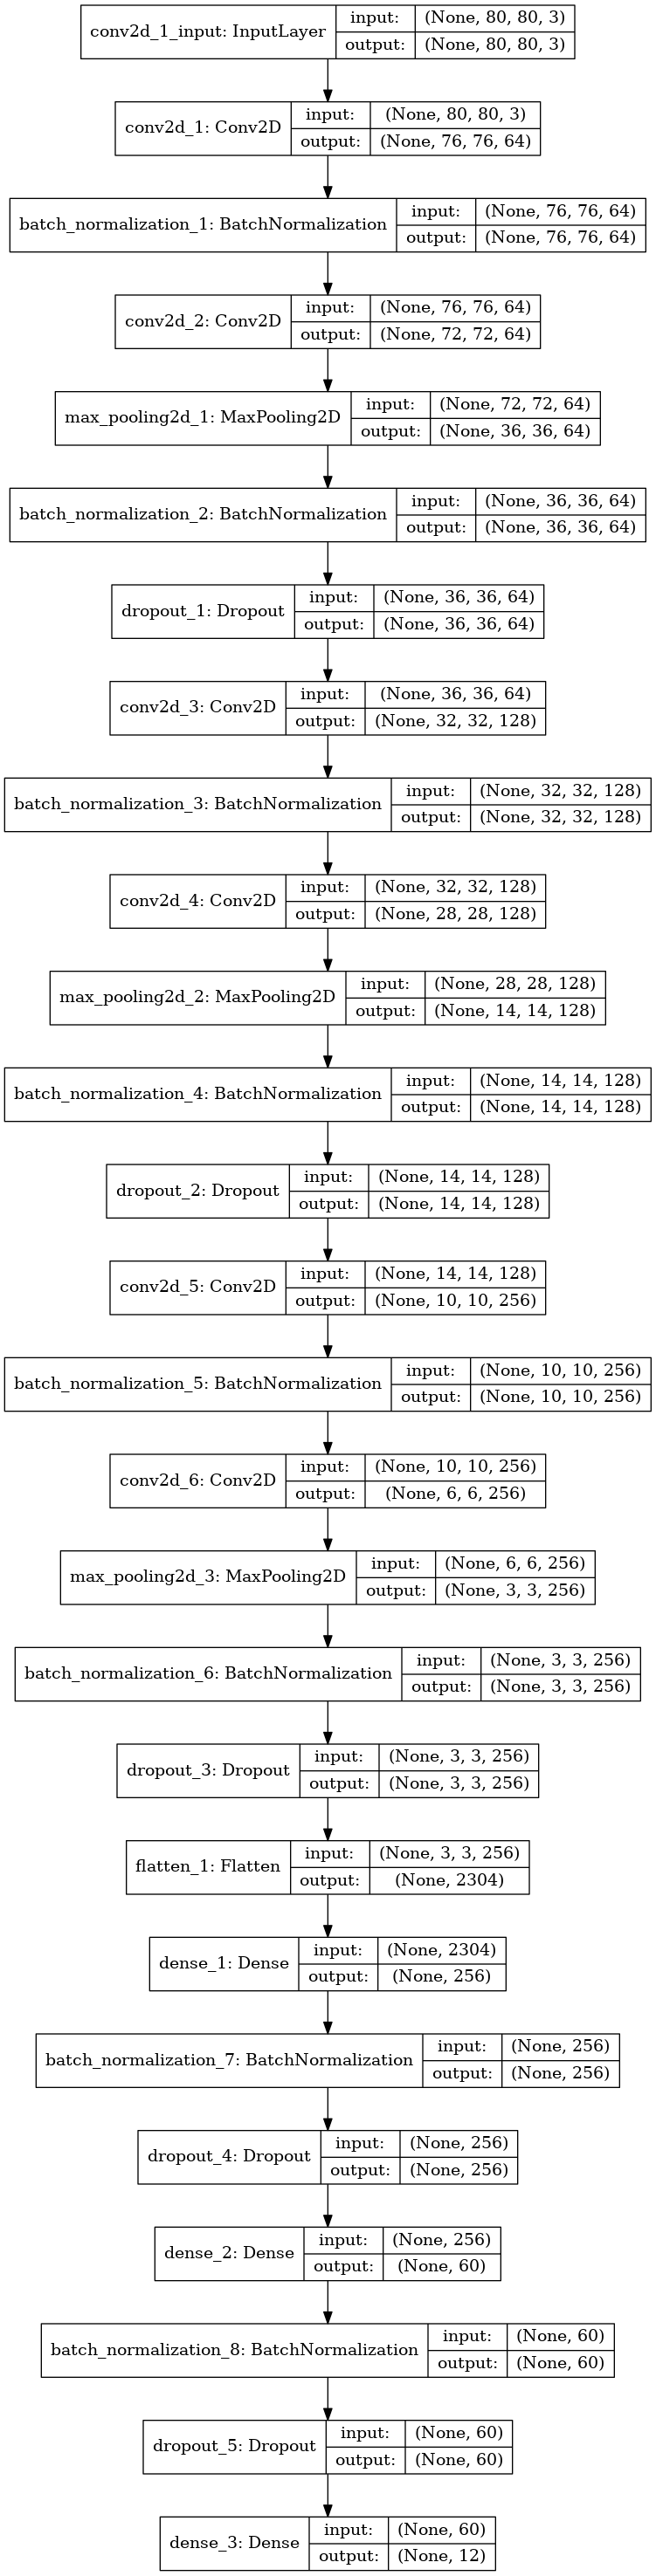 conv2d_1_input: InputLayer
input: (None, 80, 80, 3)
output: (None, 80, 80, 3)
conv2d_1: Conv2D
input: (None, 80, 80, 3)
output: (None, 76, 76, 64)
batch_normalization_1: BatchNormalization
input: (None, 76, 76, 64)
output: (None, 76, 76, 64)
conv2d_2: Conv2D
input: (None, 76, 76, 64)
output: (None, 72, 72, 64)
max_pooling2d_1: MaxPooling2D
input: (None, 72, 72, 64)
output: (None, 36, 36, 64)
batch_normalization_2: BatchNormalization
input: (None, 36, 36, 64)
output: (None, 36, 36, 64)
dropout_1: Dropout
input: (None, 36, 36, 64)
output: (None, 36, 36, 64)
conv2d_3: Conv2D
input: (None, 36, 36, 64)
output: (None, 32, 32, 128)
batch_normalization_3: BatchNormalization
input: (None, 32, 32, 128)
output: (None, 32, 32, 128)
conv2d_4: Conv2D
input: (None, 32, 32, 128)
output: (None, 28, 28, 128)
max_pooling2d_2: MaxPooling2D
input: (None, 28, 28, 128)
output: (None, 14, 14, 128)
batch_normalization_4: BatchNormalization
input: (None, 14, 14, 128)
output: (None, 14, 14, 128)
dropout_2: Dropout
input: (None, 14, 14, 128)
output: (None, 14, 14, 128)
conv2d_5: Conv2D
input: (None, 14, 14, 128)
output: (None, 10, 10, 256)
batch_normalization_5: BatchNormalization
input: (None, 10, 10, 256)
output: (None, 10, 10, 256)
conv2d_6: Conv2D
input: (None, 10, 10, 256)
output: (None, 6, 6, 256)
max_pooling2d_3: MaxPooling2D
input: (None, 6, 6, 256)
output: (None, 3, 3, 256)
batch_normalization_6: BatchNormalization
input: (None, 3, 3, 256)
output: (None, 3, 3, 256)
dropout_3: Dropout
input: (None, 3, 3, 256)
output: (None, 3, 3, 256)
flatten_1: Flatten
input: (None, 3, 3, 256)
output: (None, 2304)
dense_1: Dense
input: (None, 2304)
output: (None, 256)
batch_normalization_7: BatchNormalization
input: (None, 256)
output: (None, 256)
dropout_4: Dropout
input: (None, 256)
output: (None, 256)
dense_2: Dense
input: (None, 256)
output: (None, 60)
batch_normalization_8: BatchNormalization
input: (None, 60)
output: (None, 60)
dropout_5: Dropout
input: (None, 60)
output: (None, 60)
dense_3: Dense
input: (None, 60)
output: (None, 12)